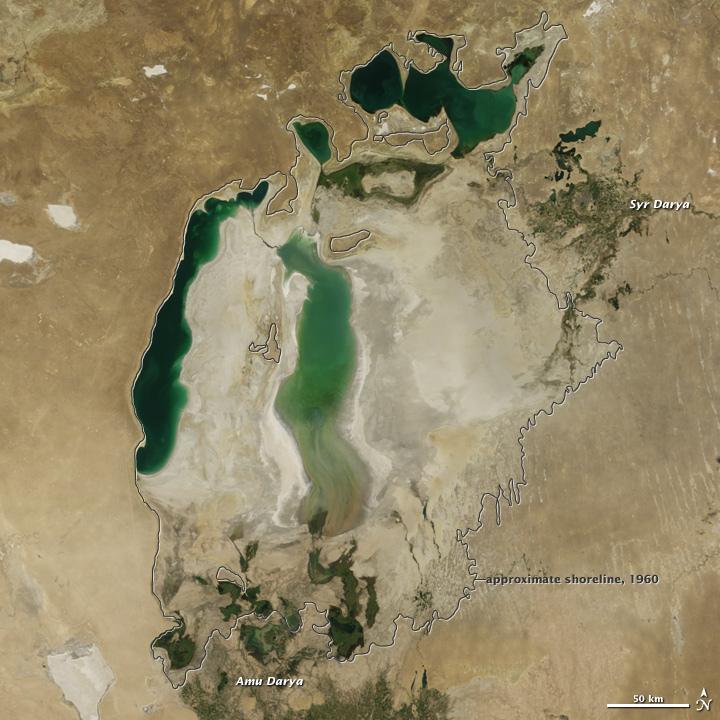 Syr Darya
approximate shoreline, 1960
Amu Darya
50 km
N